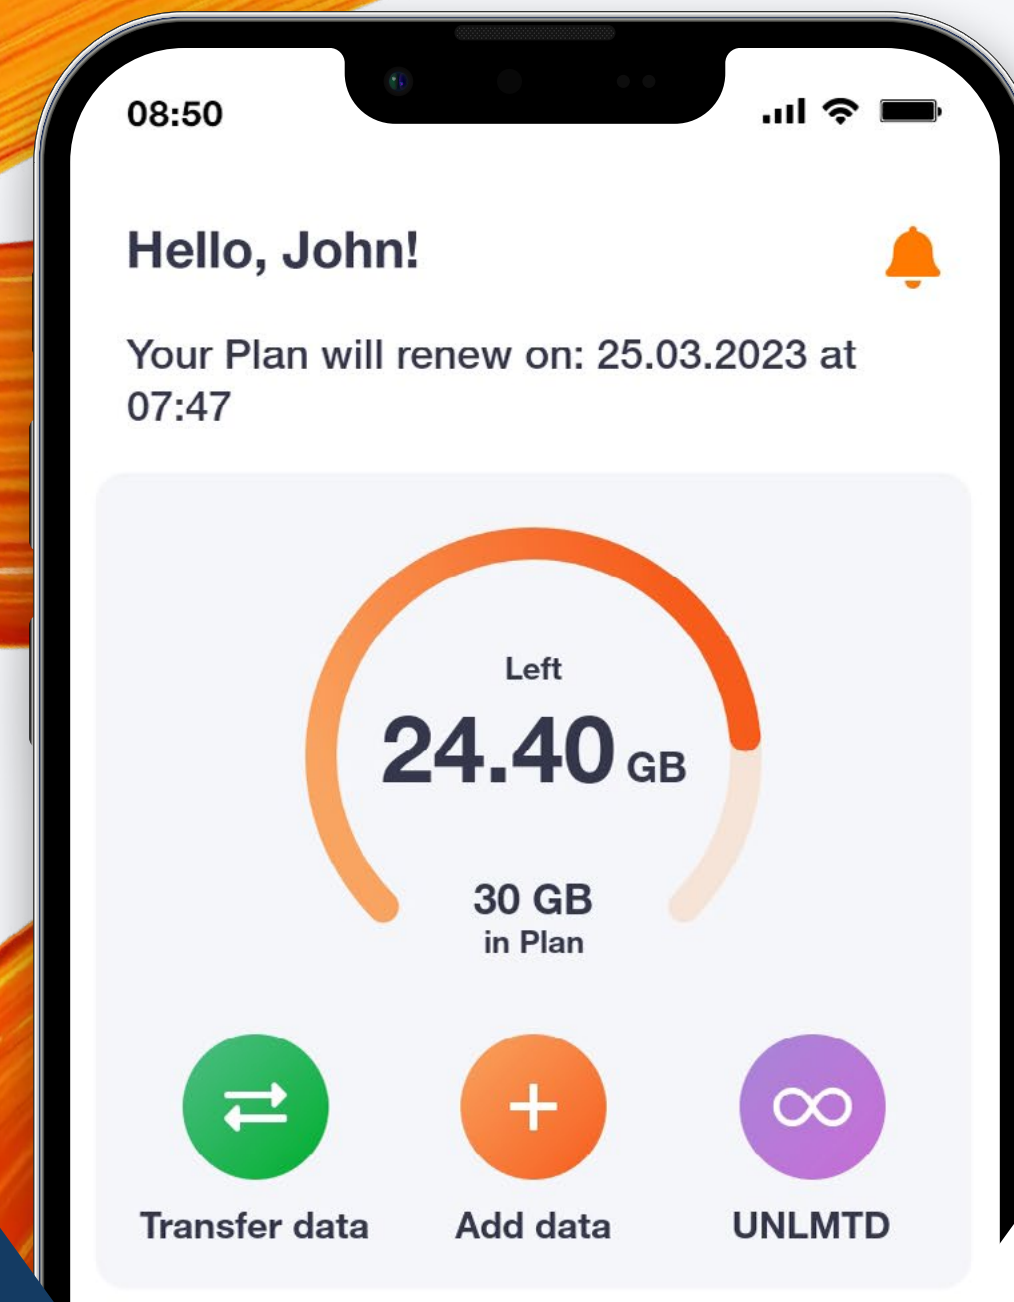 08:50
Hello, John!
Your Plan will renew on: 25.03.2023 at
07:47
Left
24.40 GB
30 GB
in Plan
Transfer data
Add data
UNLMTD